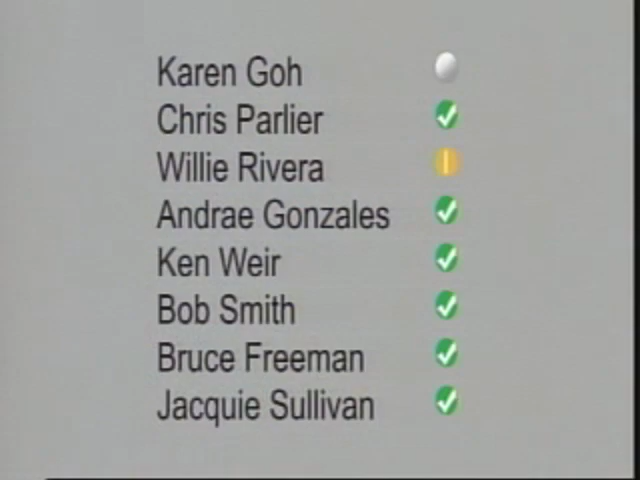 Karen Goh
Chris Parlier
Willie Rivera
Andrae Gonzales
Ken Weir
Bob Smith
Bruce Freeman
Jacquie Sullivan